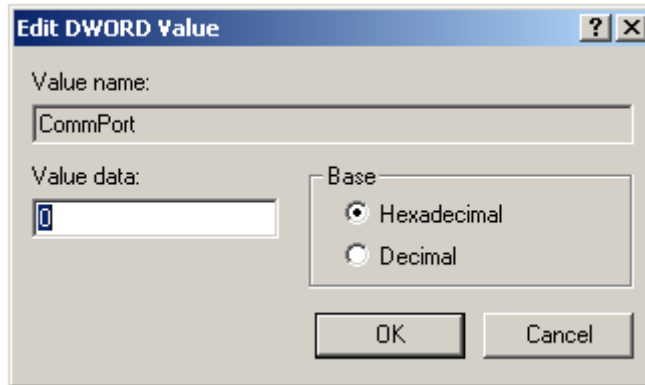 Edit DWORD Value
Value name:
CommPort
Value data:
0
Base
Hexadecimal
Decimal
OK
Cancel